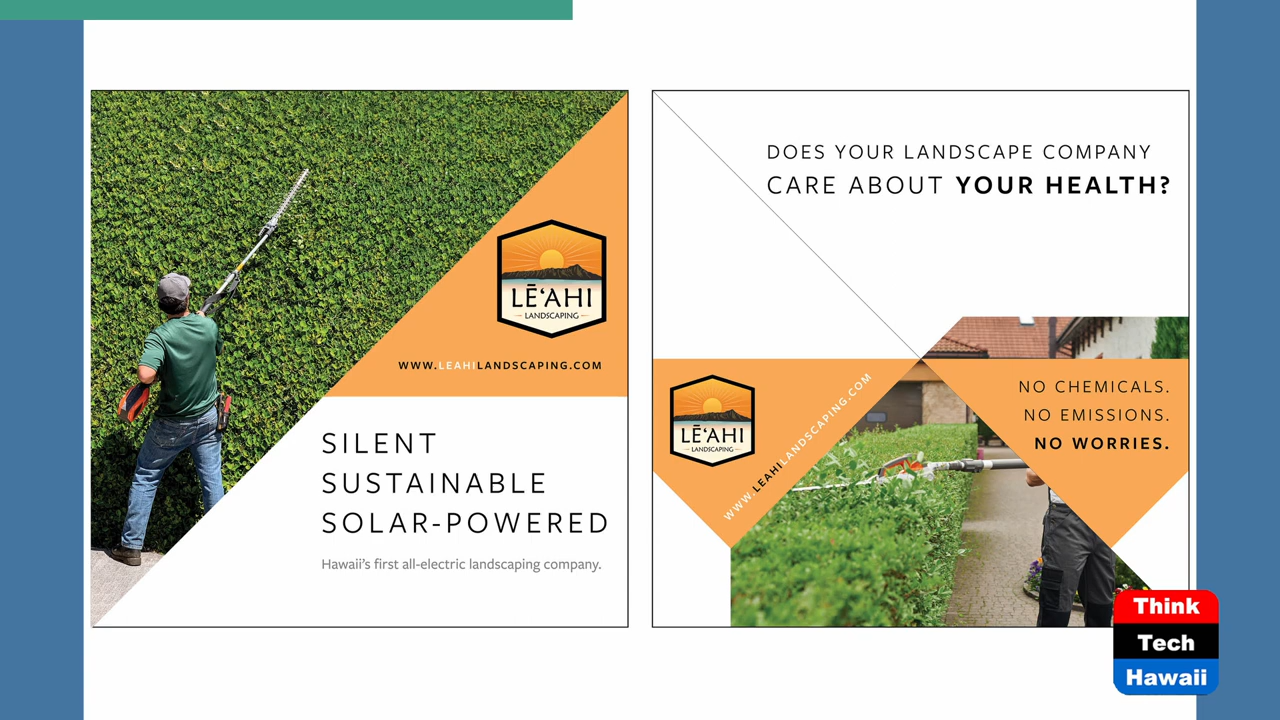 LĒʻAHI
LANDSCAPING
WWW.LEAHILANDSCAPING.COM
SILENT
SUSTAINABLE
SOLAR-POWERED
Hawaii's first all-electric landscaping company.
DOES YOUR LANDSCAPE COMPANY
CARE ABOUT YOUR HEALTH?
LĒʻAHI
LANDSCAPING
WWW.LEAHILANDSCAPING.COM
NO CHEMICALS.
NO EMISSIONS.
NO WORRIES.
Think
Tech
Hawaii